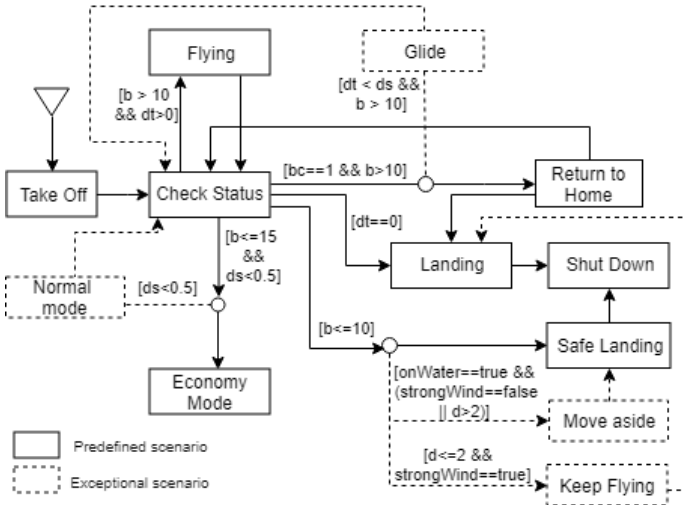 Flying
Glide
[b > 10
&& dt>0]
[dt < ds &&
b > 10]
Take Off
Check Status
[bc==1 && b>10]
Return to
Home
[dt==0]
[b<=15
&&
ds<0.5]
Landing
Shut Down
Normal
mode
[ds<0.5]
[b<=10]
Safe Landing
Economy
Mode
[onWater==true &&
(strongWind==false
|| d>2)]
Move aside
[d<=2 &&
strongWind==true]
Keep Flying
Predefined scenario
Exceptional scenario